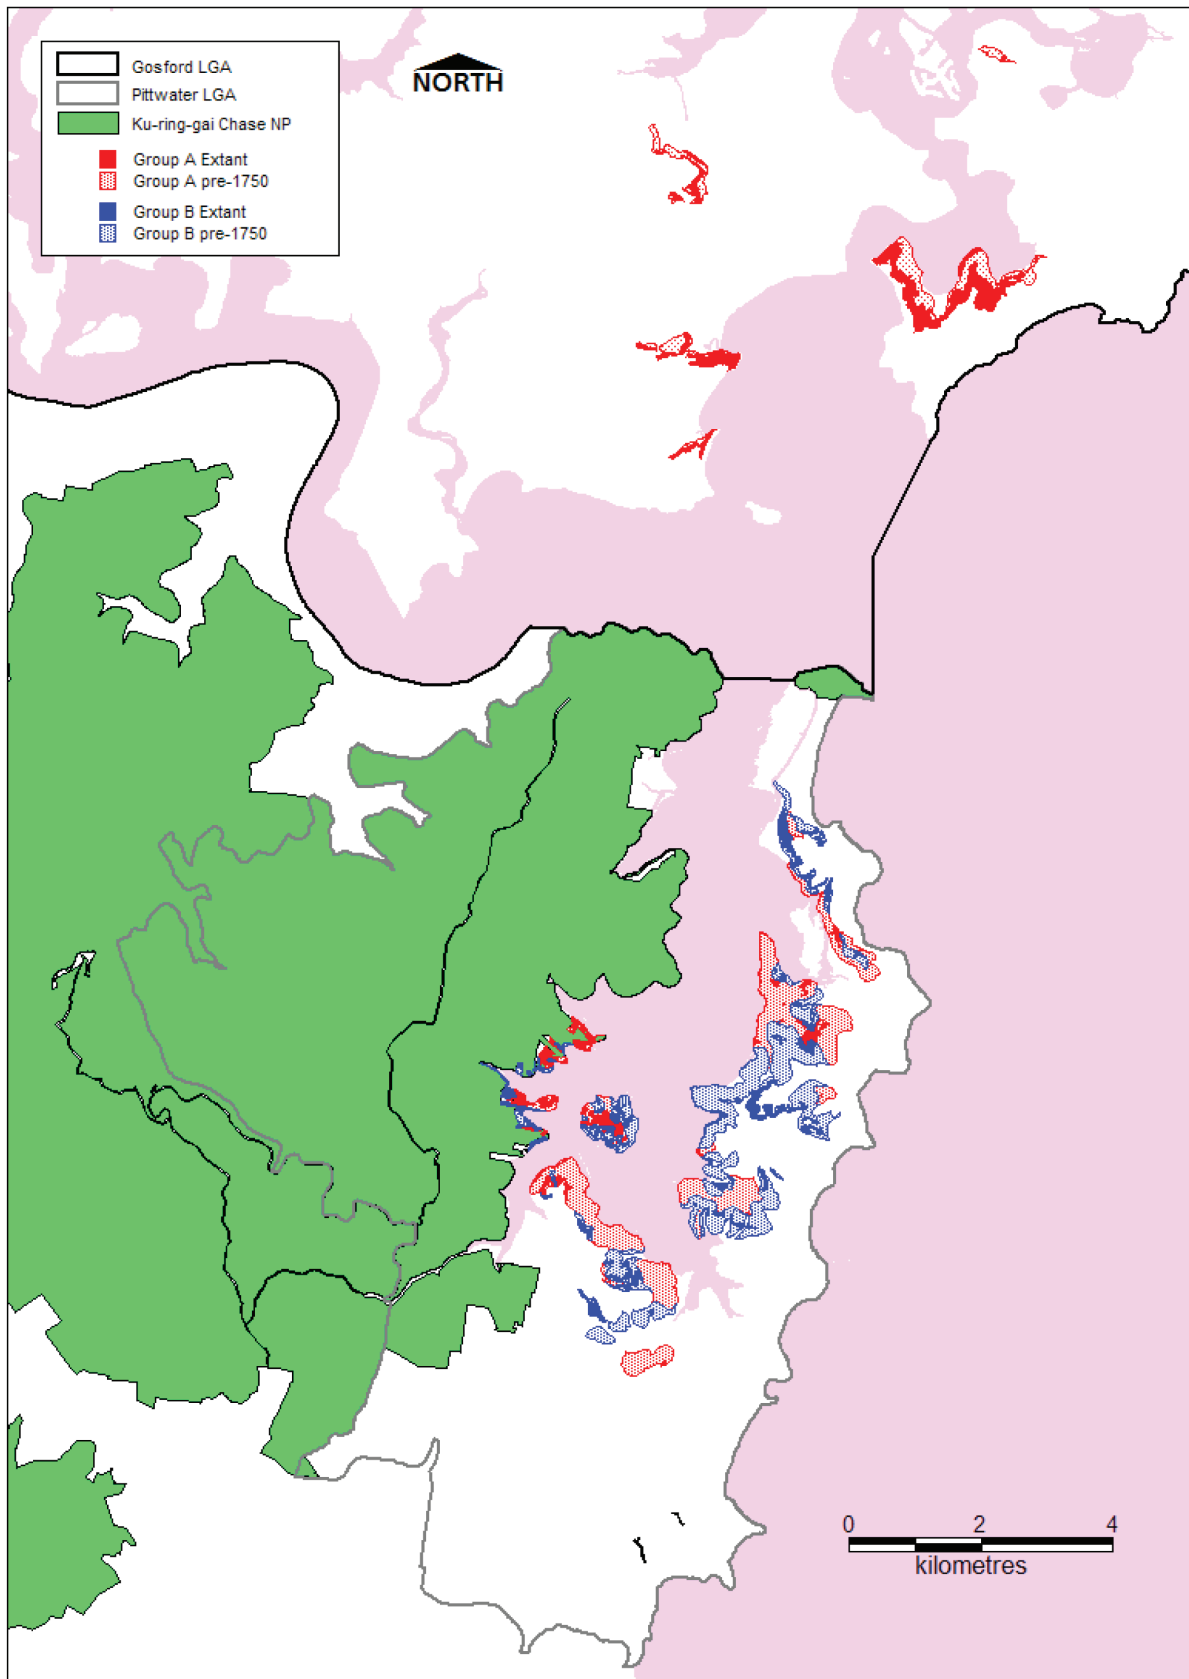 Gosford LGA
Pittwater LGA
Ku-ring-gai Chase NP
Group A Extant
Group A pre-1750
Group B Extant
Group B pre-1750
NORTH
0 2 4
kilometres